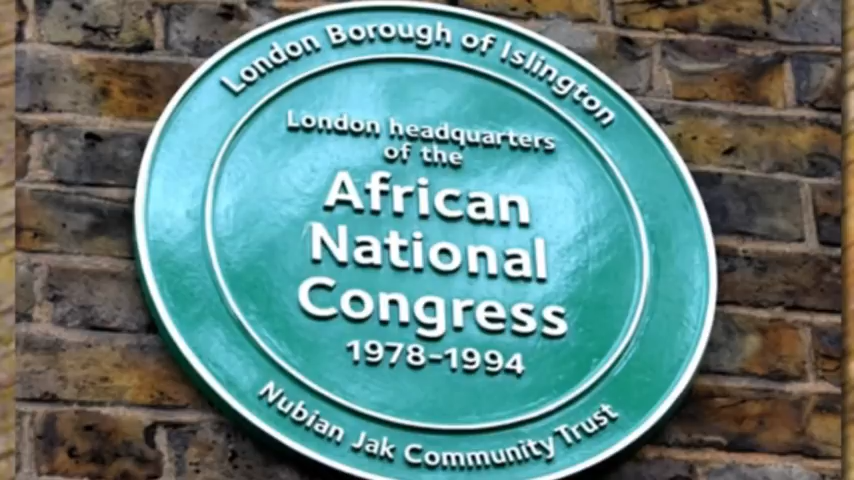 London Borough of Islington
London headquarters
of the
African
National
Congress
1978-1994
Nubian Jak Community Trust